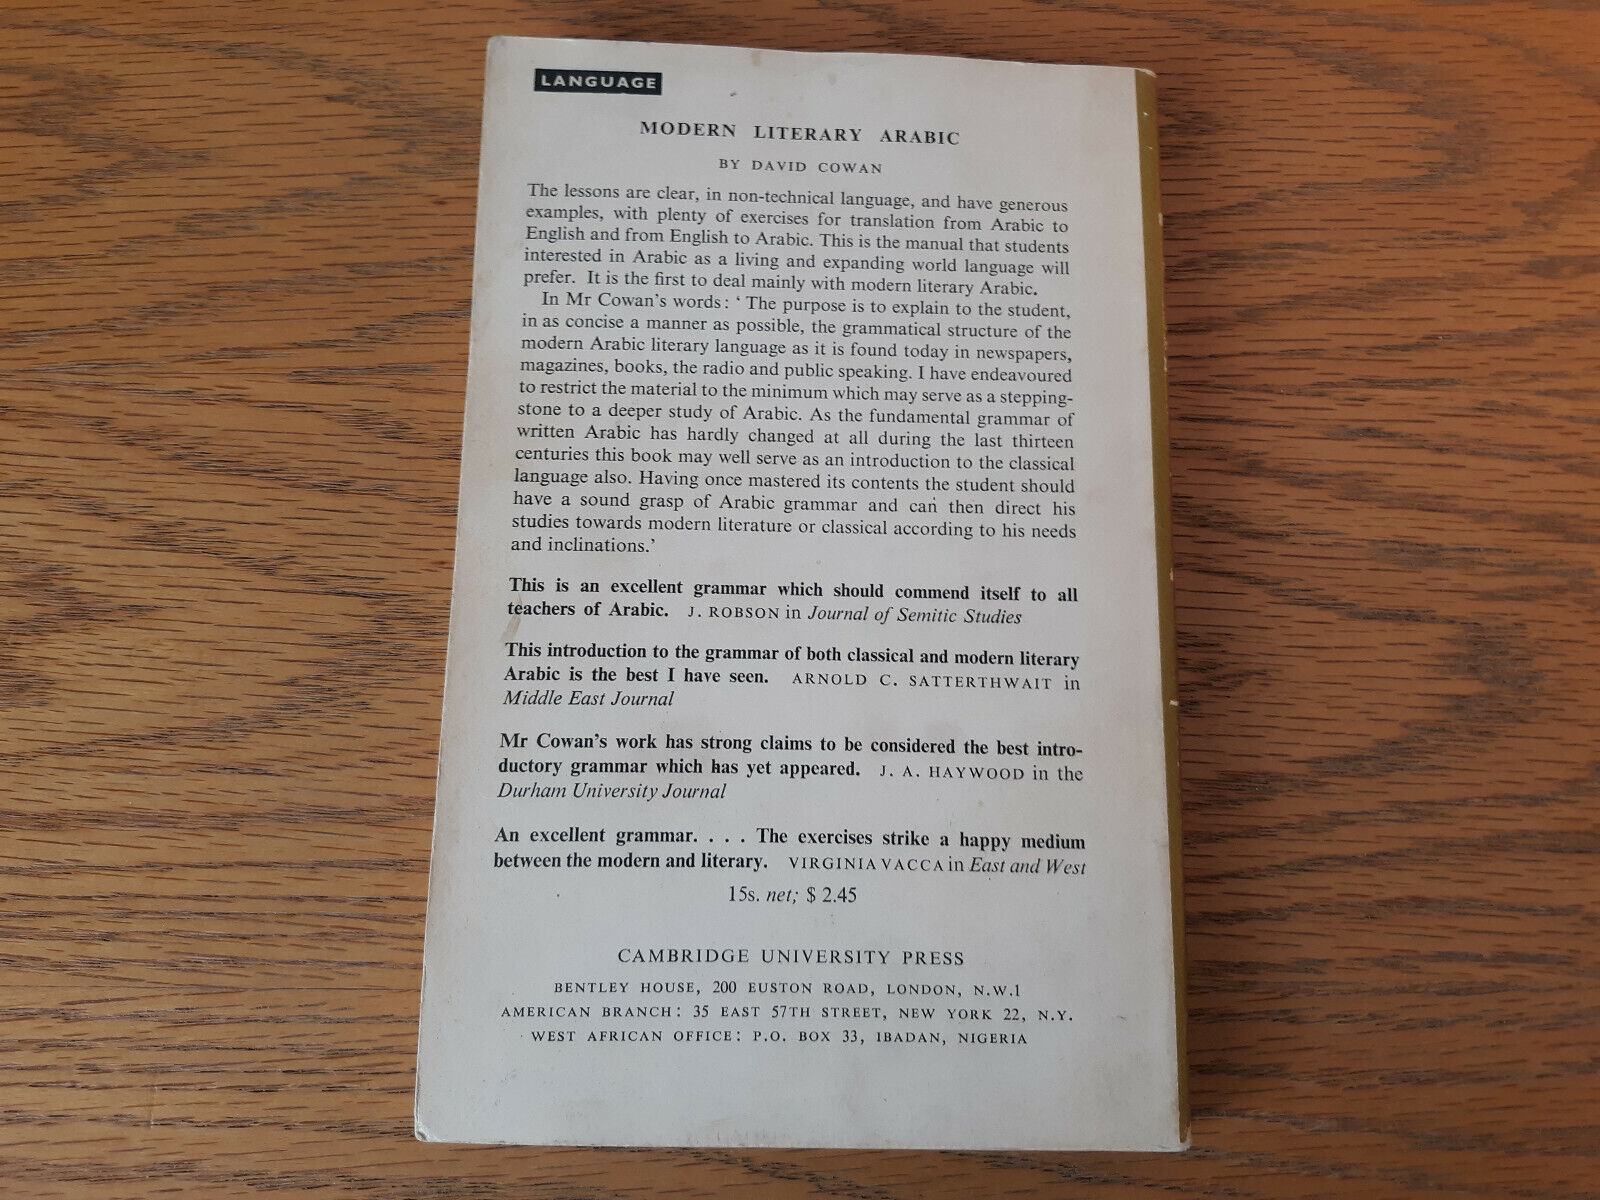 LANGUAGE
MODERN LITERARY ARABIC
BY DAVID COWAN
The lessons are clear, in non-technical language, and have generous
examples, with plenty of exercises for translation from Arabic to
English and from English to Arabic. This is the manual that students
interested in Arabic as a living and expanding world language will
prefer. It is the first to deal mainly with modern literary Arabic.
In Mr Cowan's words: ‘The purpose is to explain to the student,
in as concise a manner as possible, the grammatical structure of the
modern Arabic literary language as it is found today in newspapers,
magazines, books, the radio and public speaking. I have endeavoured
to restrict the material to the minimum which may serve as a stepping-
stone to a deeper study of Arabic. As the fundamental grammar of
written Arabic has hardly changed at all during the last thirteen
centuries this book may well serve as an introduction to the classical
language also. Having once mastered its contents the student should
have a sound grasp of Arabic grammar and can then direct his
studies towards modern literature or classical according to his needs
and inclinations.’
This is an excellent grammar which should commend itself to all
teachers of Arabic. J. ROBSON in Journal of Semitic Studies
This introduction to the grammar of both classical and modern literary
Arabic is the best I have seen. ARNOLD C. SATTERTHWAIT in
Middle East Journal
Mr Cowan's work has strong claims to be considered the best intro-
ductory grammar which has yet appeared. J. A. HAYWOOD in the
Durham University Journal
An excellent grammar. . . . The exercises strike a happy medium
between the modern and literary. VIRGINIA VACCA in East and West
15s. net; $ 2.45
CAMBRIDGE UNIVERSITY PRESS
BENTLEY HOUSE, 200 EUSTON ROAD, LONDON, N.W.1
AMERICAN BRANCH: 35 EAST 57TH STREET, NEW YORK 22, N.Y.
WEST AFRICAN OFFICE: P.O. BOX 33, IBADAN, NIGERIA